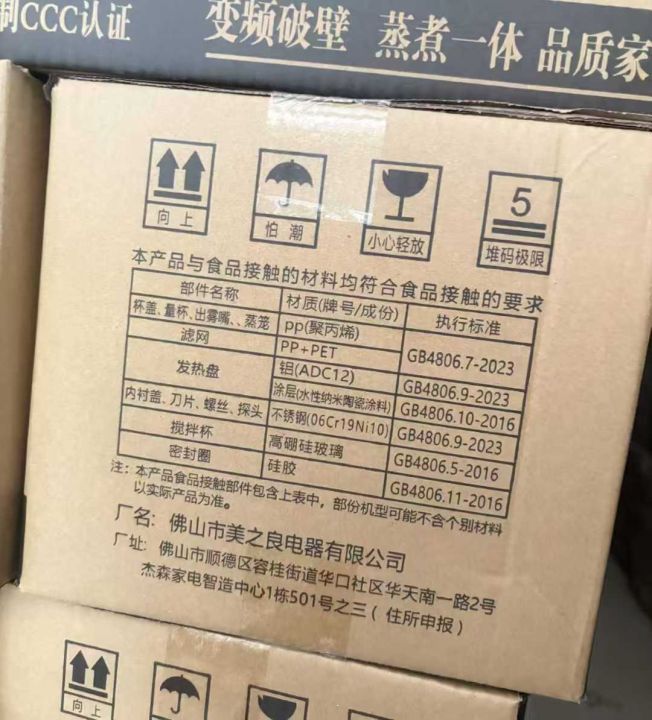 制CCC认证
变频破壁 蒸煮一体 品质家
向上
怕潮
小心轻放
5
堆码极限
本产品与食品接触的材料均符合食品接触的要求
部件名称 材质(牌号/成份) 执行标准
杯盖、量杯、出雾嘴、、蒸笼 pp(聚丙烯) GB4806.7-2023
滤网 PP+PET
发热盘 铝(ADC12) GB4806.9-2023
涂层(水性纳米陶瓷涂料) GB4806.10-2016
内衬盖、刀片、螺丝、探头 不锈钢(06Cr19Ni10) GB4806.9-2023
搅拌杯 高硼硅玻璃 GB4806.5-2016
密封圈 硅胶 GB4806.11-2016
注：本产品食品接触部件包含上表中，部份机型可能不含个别材料
以实际产品为准。
厂名：佛山市美之良电器有限公司
厂址：佛山市顺德区容桂街道华口社区华天南一路2号
杰森家电智造中心1栋501号之三（住所申报）
向上